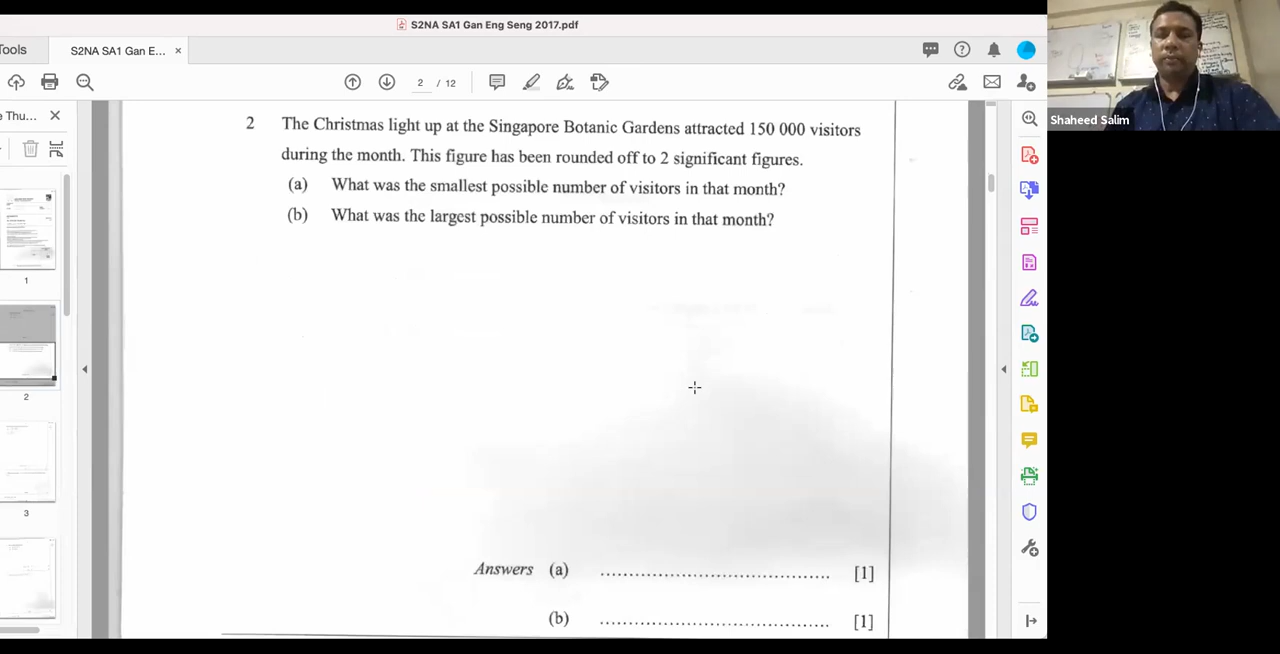 S2NA SA1 Gan Eng Seng 2017.pdf
Tools
S2NA SA1 Gan E... ×
2 / 12
e Thu...
2 The Christmas light up at the Singapore Botanic Gardens attracted 150 000 visitors
during the month. This figure has been rounded off to 2 significant figures.
(a) What was the smallest possible number of visitors in that month?
(b) What was the largest possible number of visitors in that month?
Answers (a) ............................................ [1]
(b) ............................................ [1]
1
2
3
Shaheed Salim